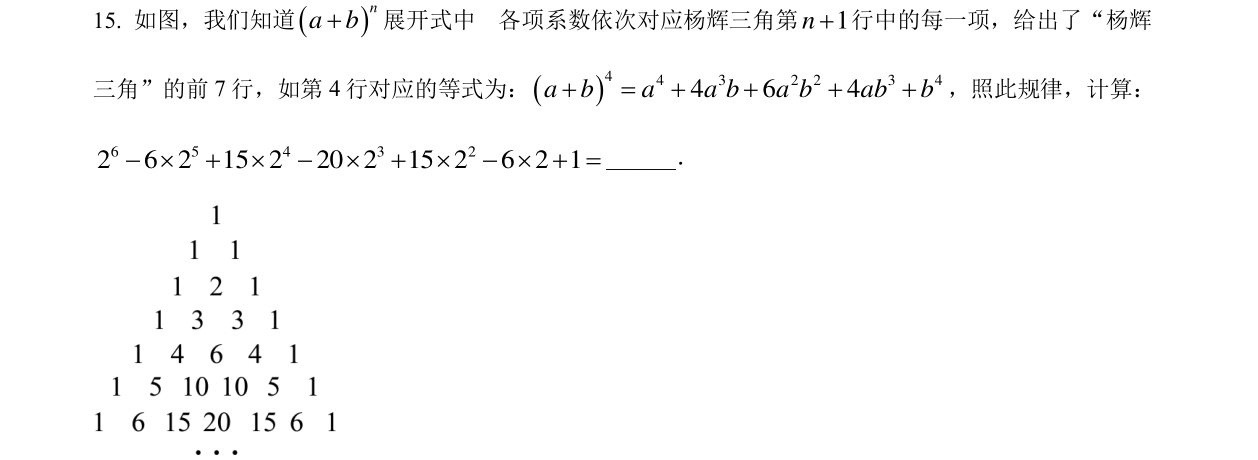 15. 如图，我们知道(a+b)^n 展开式中 各项系数依次对应杨辉三角第 n+1 行中的每一项，给出了“杨辉
三角”的前 7 行，如第 4 行对应的等式为：(a+b)^4 = a^4 + 4a^3b + 6a^2b^2 + 4ab^3 + b^4，照此规律，计算：
2^6 − 6×2^5 + 15×2^4 − 20×2^3 + 15×2^2 − 6×2 + 1 = ______.
1
1 1
1 2 1
1 3 3 1
1 4 6 4 1
1 5 10 10 5 1
1 6 15 20 15 6 1
···